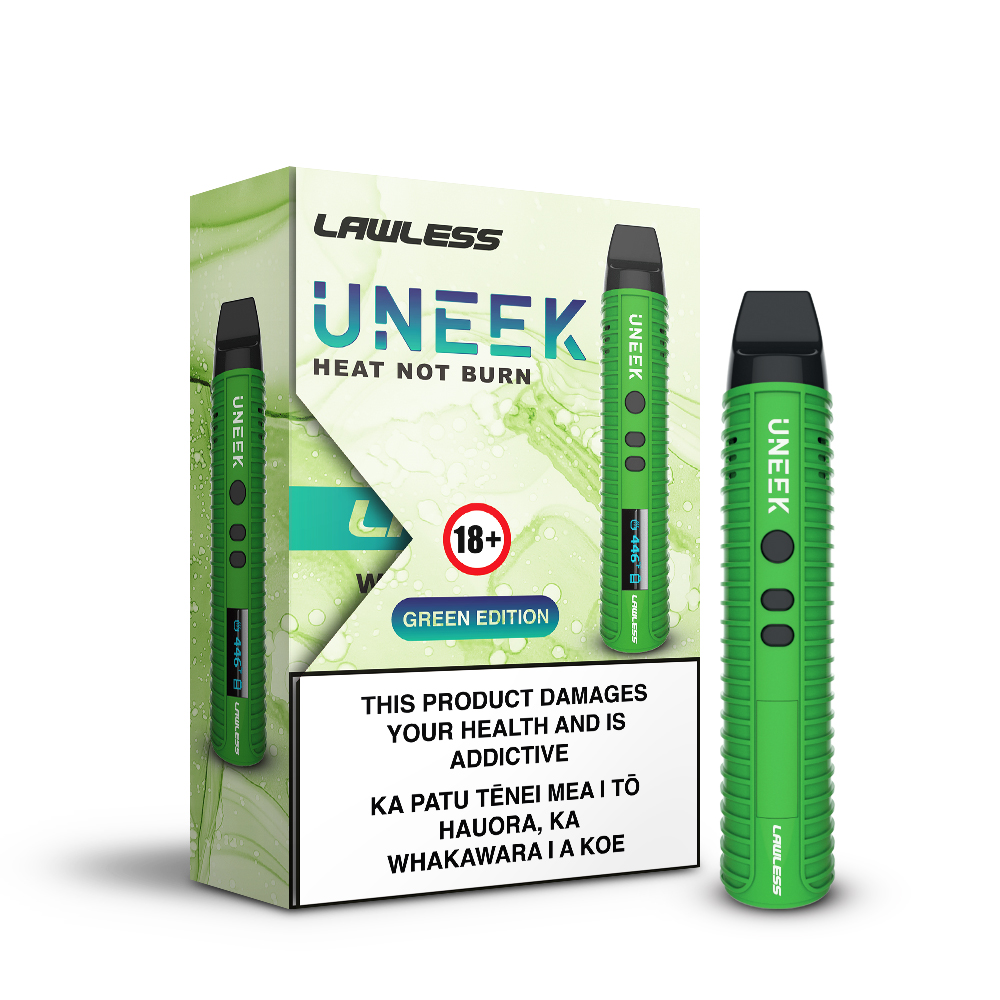 LAWLESS
UNEEK
HEAT NOT BURN
18+
GREEN EDITION
THIS PRODUCT DAMAGES
YOUR HEALTH AND IS
ADDICTIVE
KA PATU TĒNEI MEA I TŌ
HAUORA, KA
WHAKAWARA I A KOE
UNEEK
446°
LAWLESS
UNEEK
446°
LAWLESS
UNEEK
LAWLESS